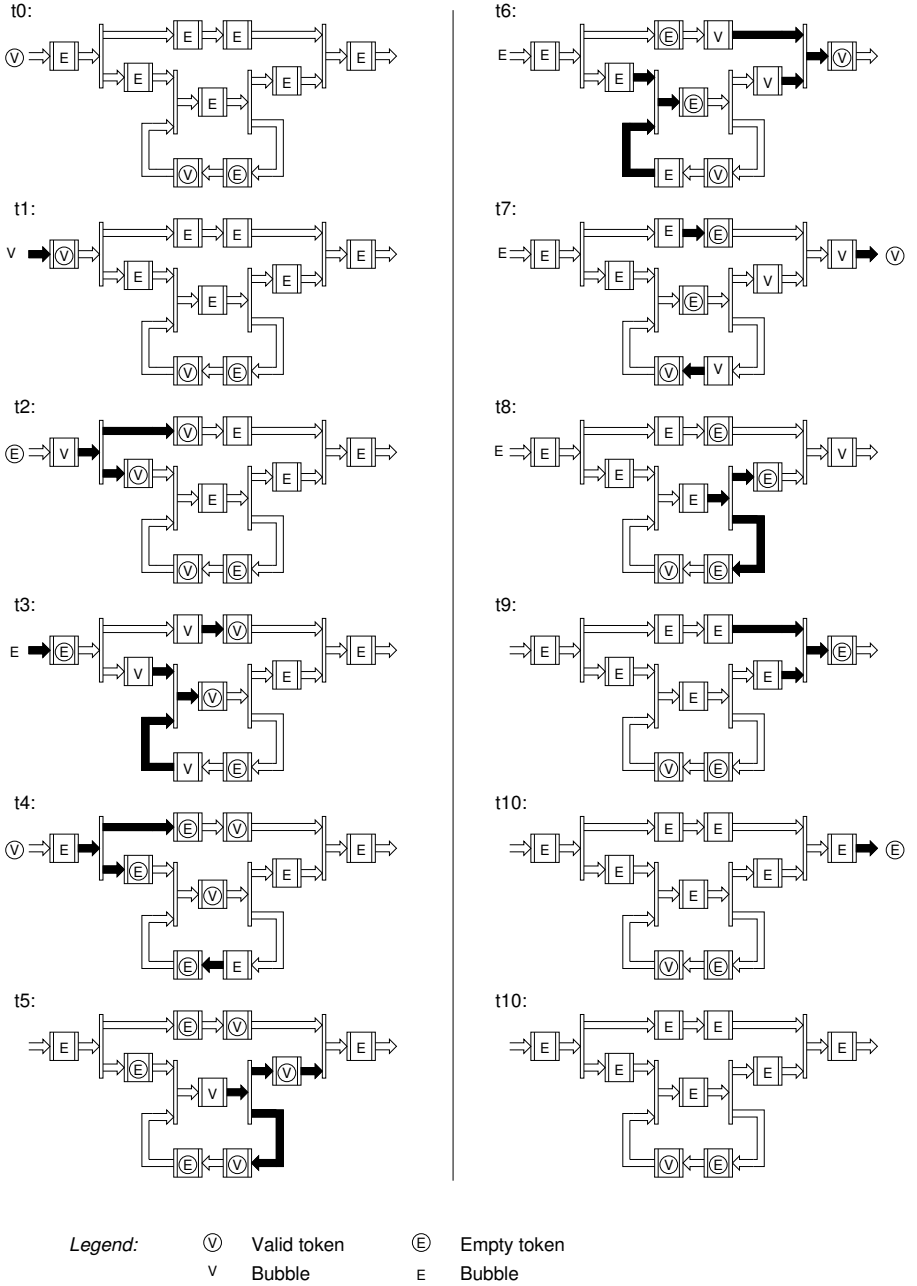 t0:
E E
V E E
E E
E
V E
t1:
E E
V V E
E E
E
V E
t2:
V E
E V E
V E
E
V E
t3:
V V
E E E
V E
V
V E
t4:
E V
V E E
E E
V
E E
t5:
E V
E E
E V
V
E V
t6:
E V
E E V
E V
E
E V
t7:
E E
E E V V
E V
E
V V
t8:
E E
E E V
E E
E
V E
t9:
E E
E E
E E
E
V E
t10:
E E
E E E
E E
E
V E
t10:
E E
E E
E E
E
V E
Legend: V Valid token E Empty token
V Bubble E Bubble